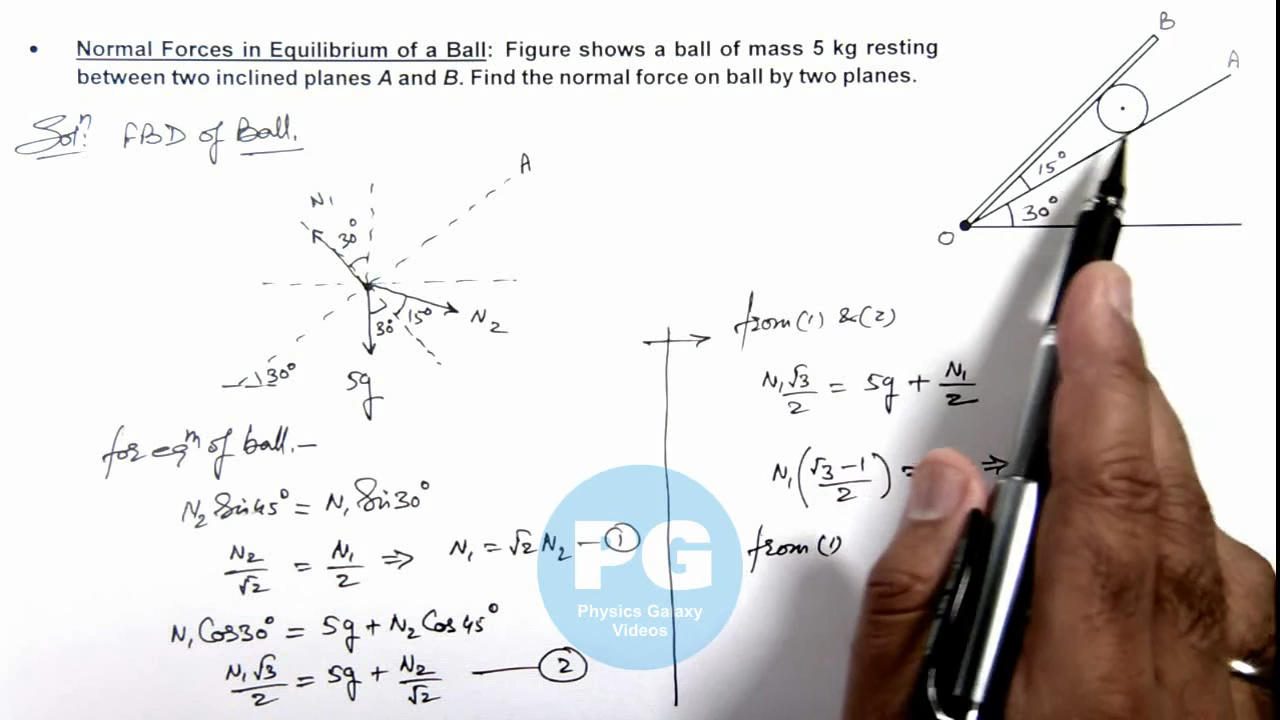 • Normal Forces in Equilibrium of a Ball: Figure shows a ball of mass 5 kg resting
between two inclined planes A and B. Find the normal force on ball by two planes.
B
A
15°
30°
O
Solⁿ: FBD of Ball.
A
N₁
30°
30° 15°
N₂
30°
5g
for eqᵐ of ball.–
N₂ Sin45° = N₁ Sin30°
N₂/√2 = N₁/2 ⇒ N₁ = √2 N₂ — ①
N₁ Cos30° = 5g + N₂ Cos45°
N₁√3/2 = 5g + N₂/√2 — ②
from (1) & (2)
N₁√3/2 = 5g + N₁/2
N₁(√3–1/2) = ⇒
from (1)
PG
Physics Galaxy
Videos